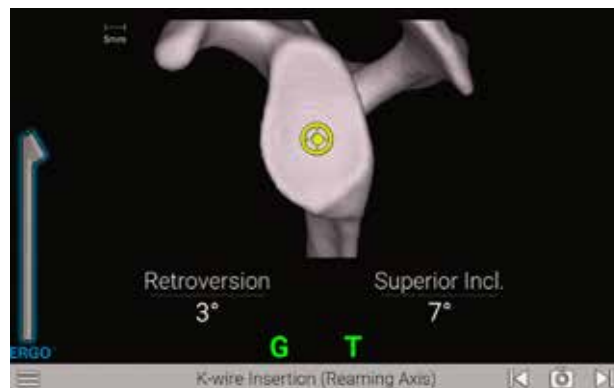 5mm
Retroversion
3°
Superior Incl.
7°
G T
ERGO
K-wire Insertion (Reaming Axis)